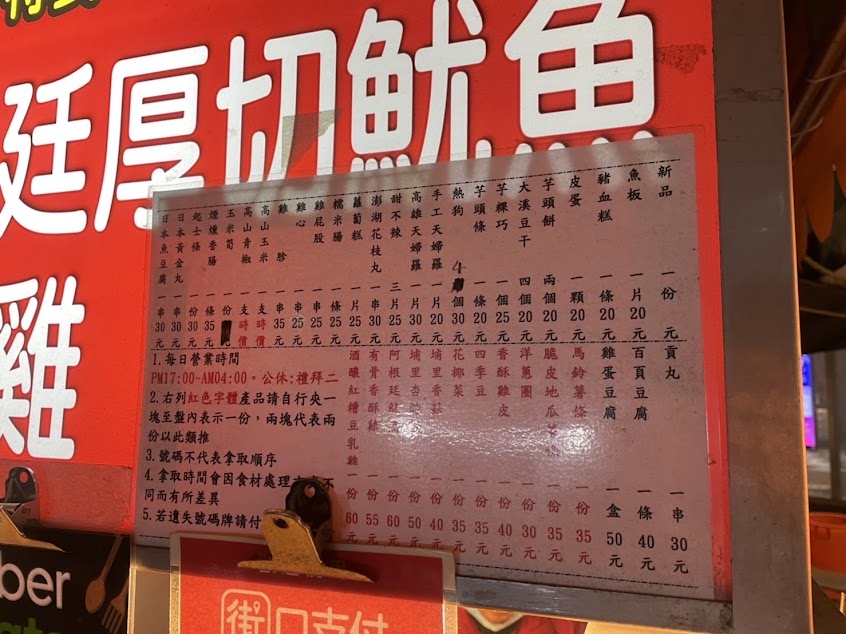 廷厚切魷魚
雞
新品 一份 元
魚板 一片20元
豬血糕 一條20元
皮蛋 一顆20元
芋頭餅 兩個20元
大溪豆干 四個20元
芋粿巧 一個25元
芋頭條 一條20元
熱狗 4個30元
手工天婦羅 一片20元
高雄天婦羅 一片10元
甜不辣 三片30元
澎湖花枝丸 一串30元
蘿蔔糕 一片25元
糯米腸 一條25元
雞屁股 一串25元
雞心 一串25元
雞胗 一串35元
高山玉米 一支時價
高山青椒 一支時價
玉米筍 一份 元
煙燻香腸 一條35元
起士條 一份30元
日本黃金丸 一串30元
日本魚豆腐 一串30元
貢丸 一串30元
百頁豆腐 一條40元
雞蛋豆腐 一盒50元
馬鈴薯條 一份35元
脆皮地瓜薯條 一份35元
洋蔥圈 一份30元
香酥雞皮 一份40元
四季豆 一份35元
花椰菜 一份35元
埔里香菇 一份40元
埔里杏鮑 一份50元
阿根廷魷 一份60元
有骨香酥雞 一份55元
酒釀紅糟豆乳雞 一份60元
1.每日營業時間
PM17:00~AM04:00。公休:禮拜二
2.右列紅色字體產品請自行夾一
塊至盤內表示一份，兩塊代表兩
份以此類推
3.號碼不代表拿取順序
4.拿取時間會因食材處理方式不
同而有所差異
5.若遺失號碼牌請付
ber
街口支付